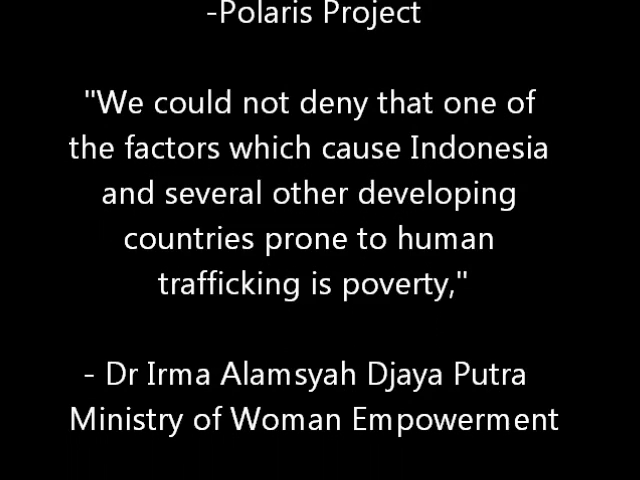 -Polaris Project
"We could not deny that one of
the factors which cause Indonesia
and several other developing
countries prone to human
trafficking is poverty,"
- Dr Irma Alamsyah Djaya Putra
Ministry of Woman Empowerment